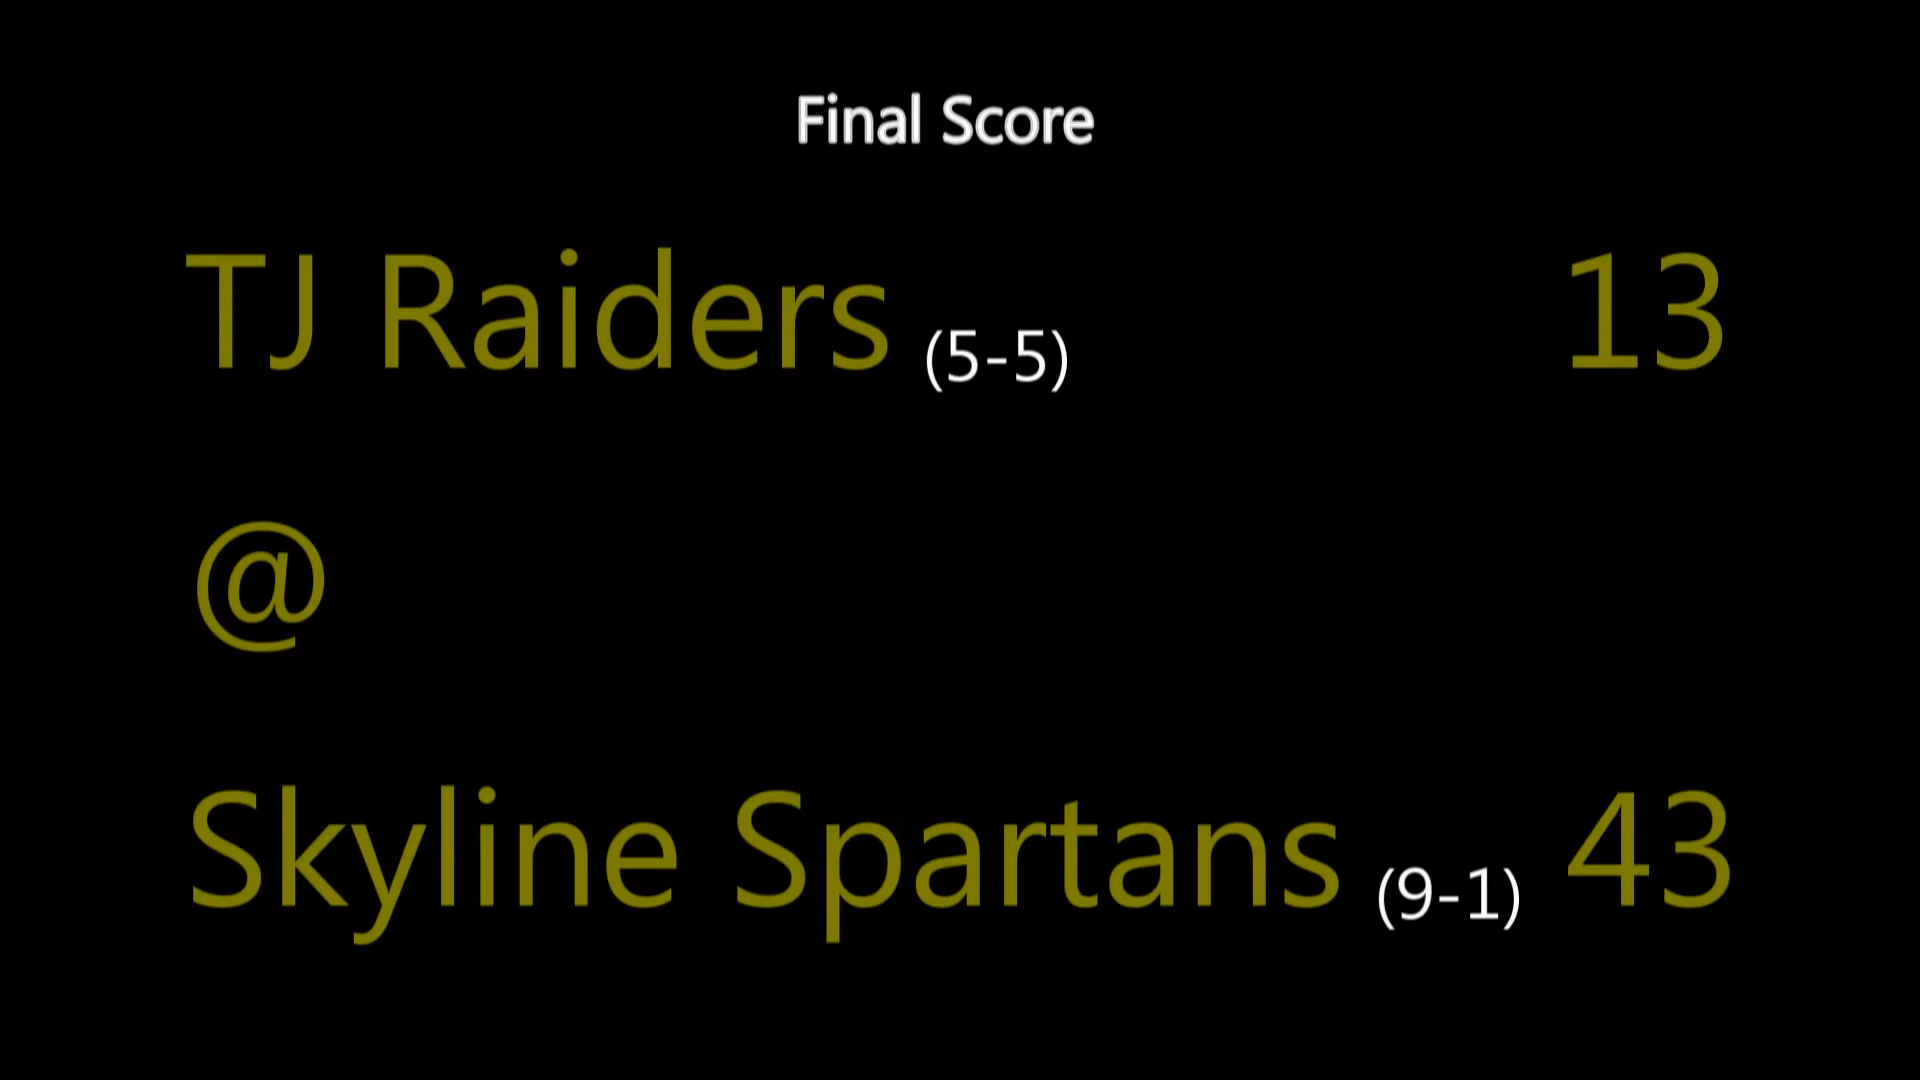 Final Score
TJ Raiders (5-5) 13
@
Skyline Spartans (9-1) 43